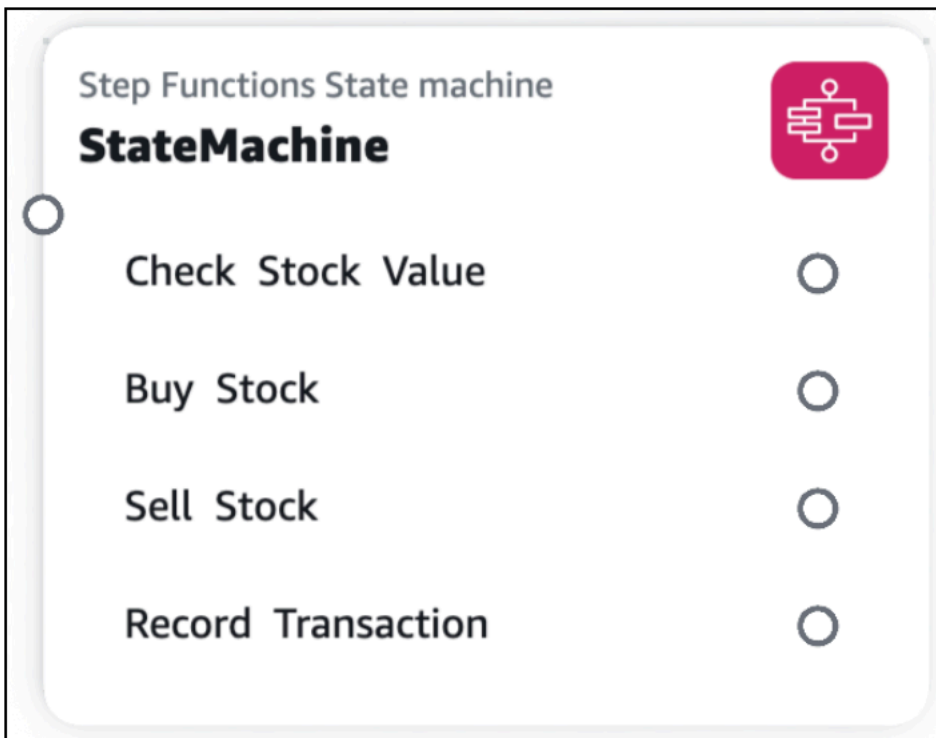 Step Functions State machine
StateMachine
Check Stock Value
Buy Stock
Sell Stock
Record Transaction